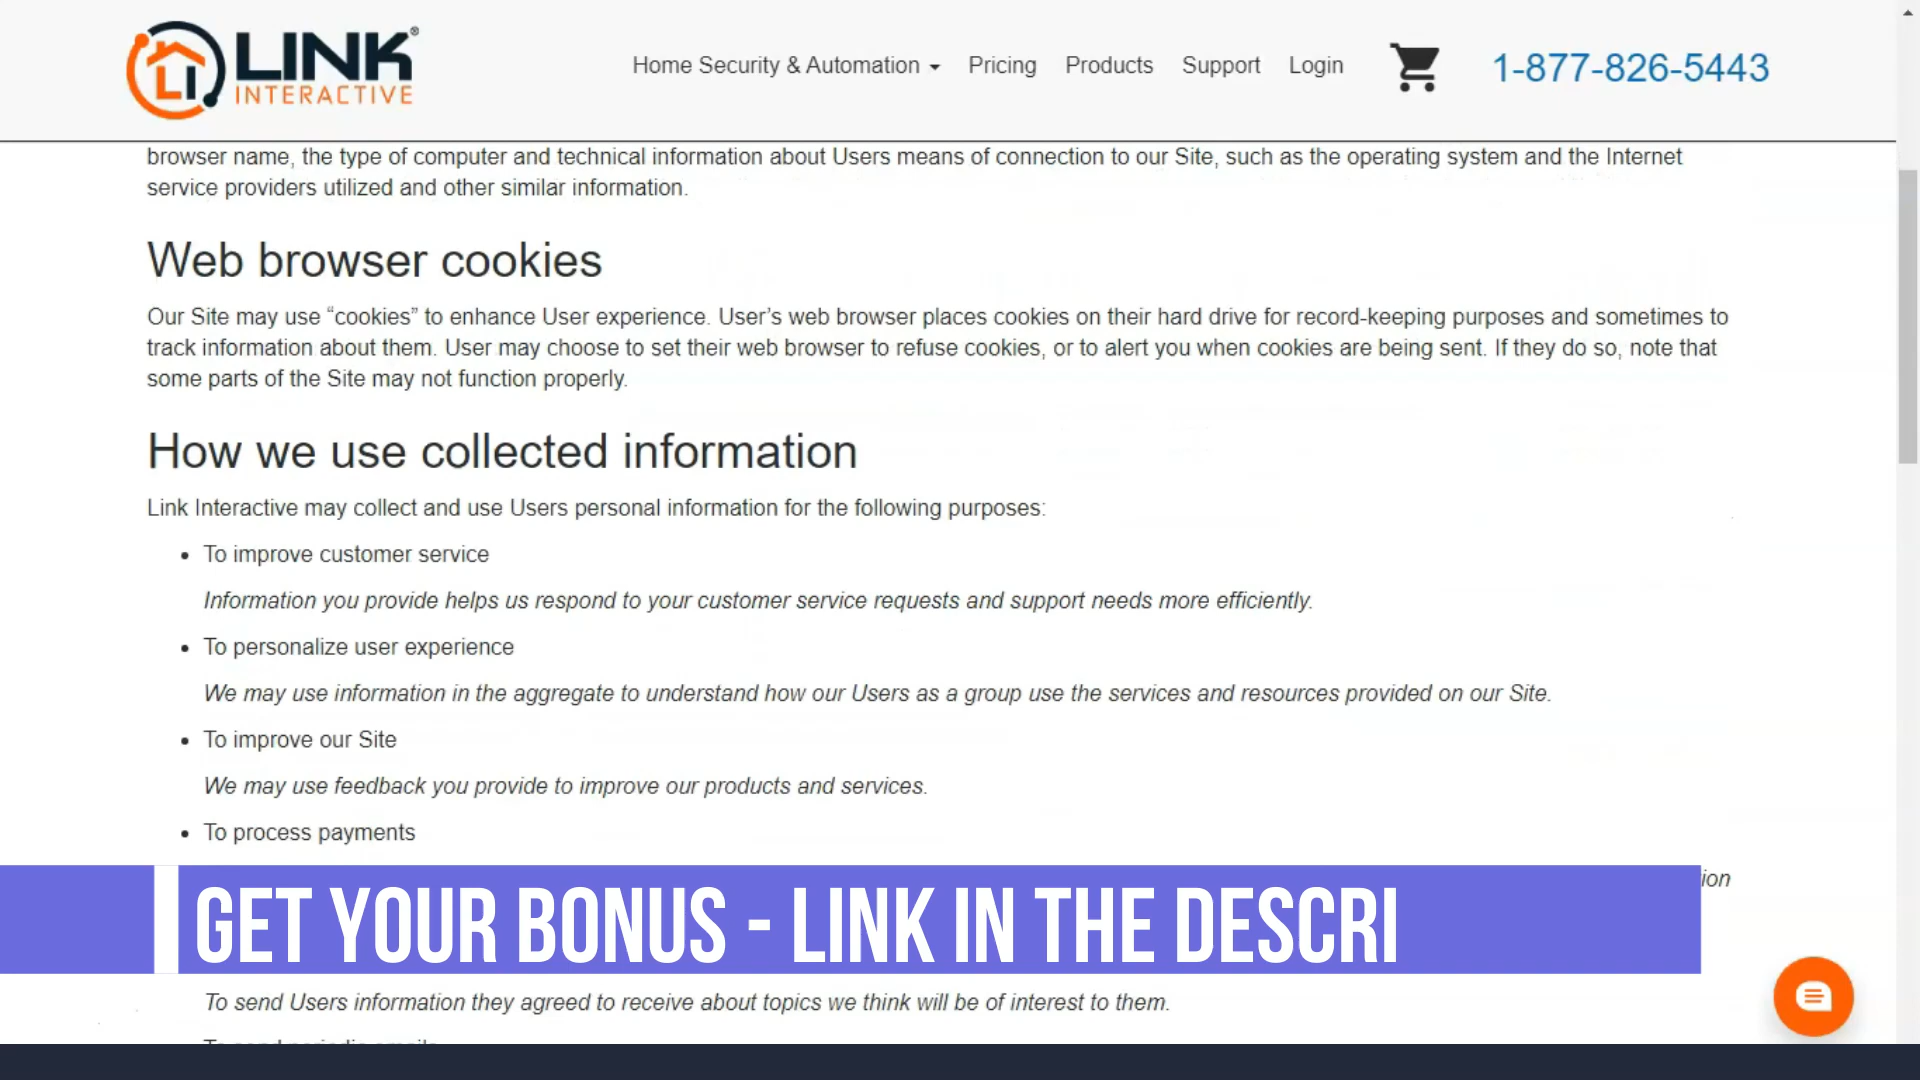 LINK®
INTERACTIVE
Home Security & Automation
Pricing
Products
Support
Login
1-877-826-5443
browser name, the type of computer and technical information about Users means of connection to our Site, such as the operating system and the Internet
service providers utilized and other similar information.
Web browser cookies
Our Site may use “cookies” to enhance User experience. User’s web browser places cookies on their hard drive for record-keeping purposes and sometimes to
track information about them. User may choose to set their web browser to refuse cookies, or to alert you when cookies are being sent. If they do so, note that
some parts of the Site may not function properly.
How we use collected information
Link Interactive may collect and use Users personal information for the following purposes:
• To improve customer service
Information you provide helps us respond to your customer service requests and support needs more efficiently.
• To personalize user experience
We may use information in the aggregate to understand how our Users as a group use the services and resources provided on our Site.
• To improve our Site
We may use feedback you provide to improve our products and services.
• To process payments
ion
GET YOUR BONUS - LINK IN THE DESCRI
To send Users information they agreed to receive about topics we think will be of interest to them.